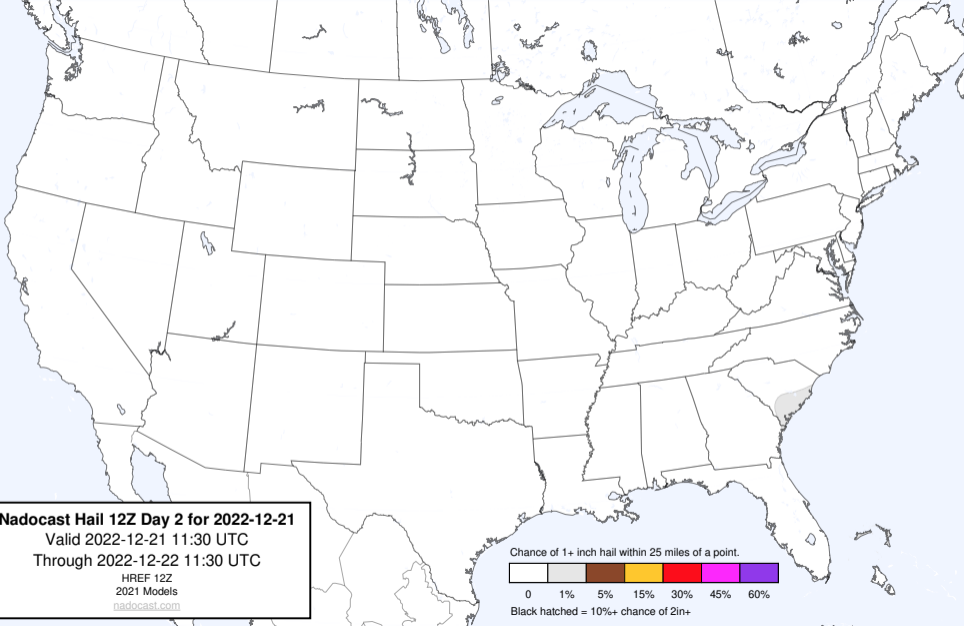 Nadocast Hail 12Z Day 2 for 2022-12-21
Valid 2022-12-21 11:30 UTC
Through 2022-12-22 11:30 UTC
HREF 12Z
2021 Models
nadocast.com
Chance of 1+ inch hail within 25 miles of a point.
0 1% 5% 15% 30% 45% 60%
Black hatched = 10%+ chance of 2in+